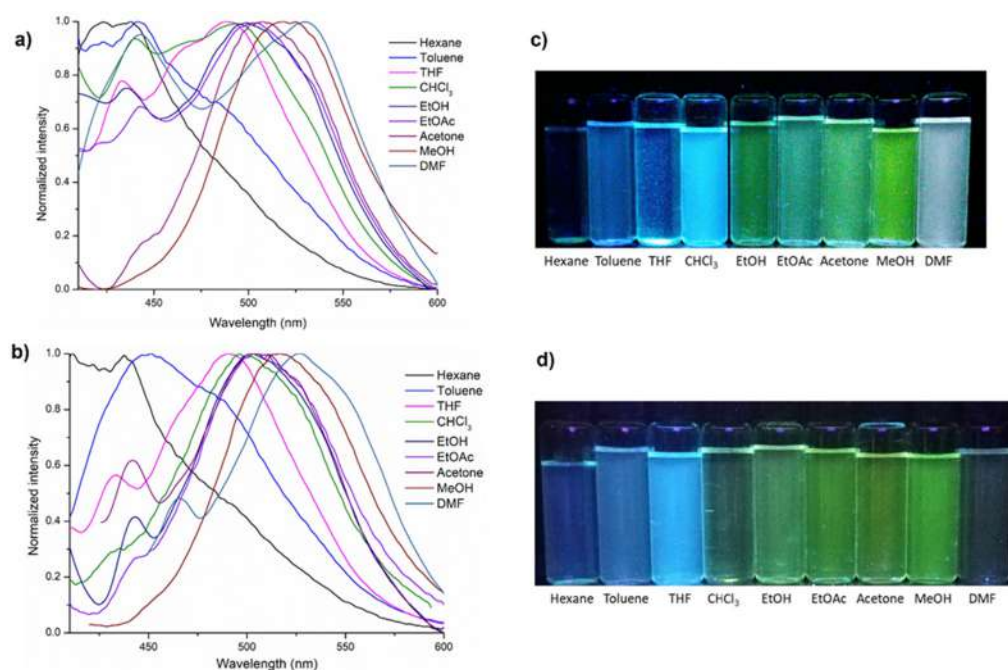 a)
1.0
0.8
0.6
0.4
0.2
0.0
Normalized intensity
450 500 550 600
Wavelength (nm)
Hexane
Toluene
THF
CHCl₃
EtOH
EtOAc
Acetone
MeOH
DMF
b)
1.0
0.8
0.6
0.4
0.2
0.0
Normalized intensity
450 500 550 600
Wavelength (nm)
Hexane
Toluene
THF
CHCl₃
EtOH
EtOAc
Acetone
MeOH
DMF
c)
Hexane Toluene THF CHCl₃ EtOH EtOAc Acetone MeOH DMF
d)
Hexane Toluene THF CHCl₃ EtOH EtOAc Acetone MeOH DMF